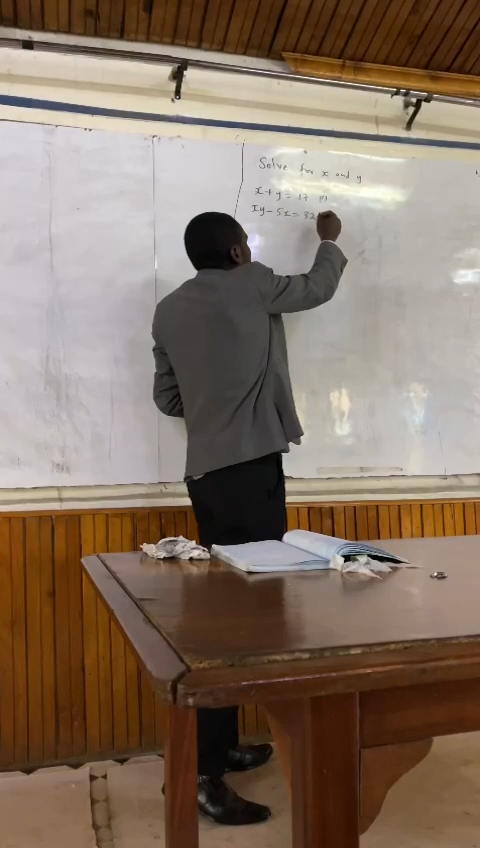 Solve for x and y
x + y = 17
xy - 5x = 32